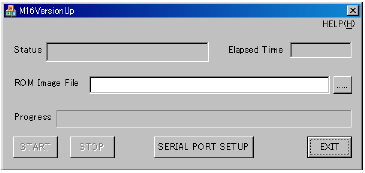 M16VersionUp
HELP(H)
Status
Elapsed Time
ROM Image File
.....
Progress
START
STOP
SERIAL PORT SETUP
EXIT